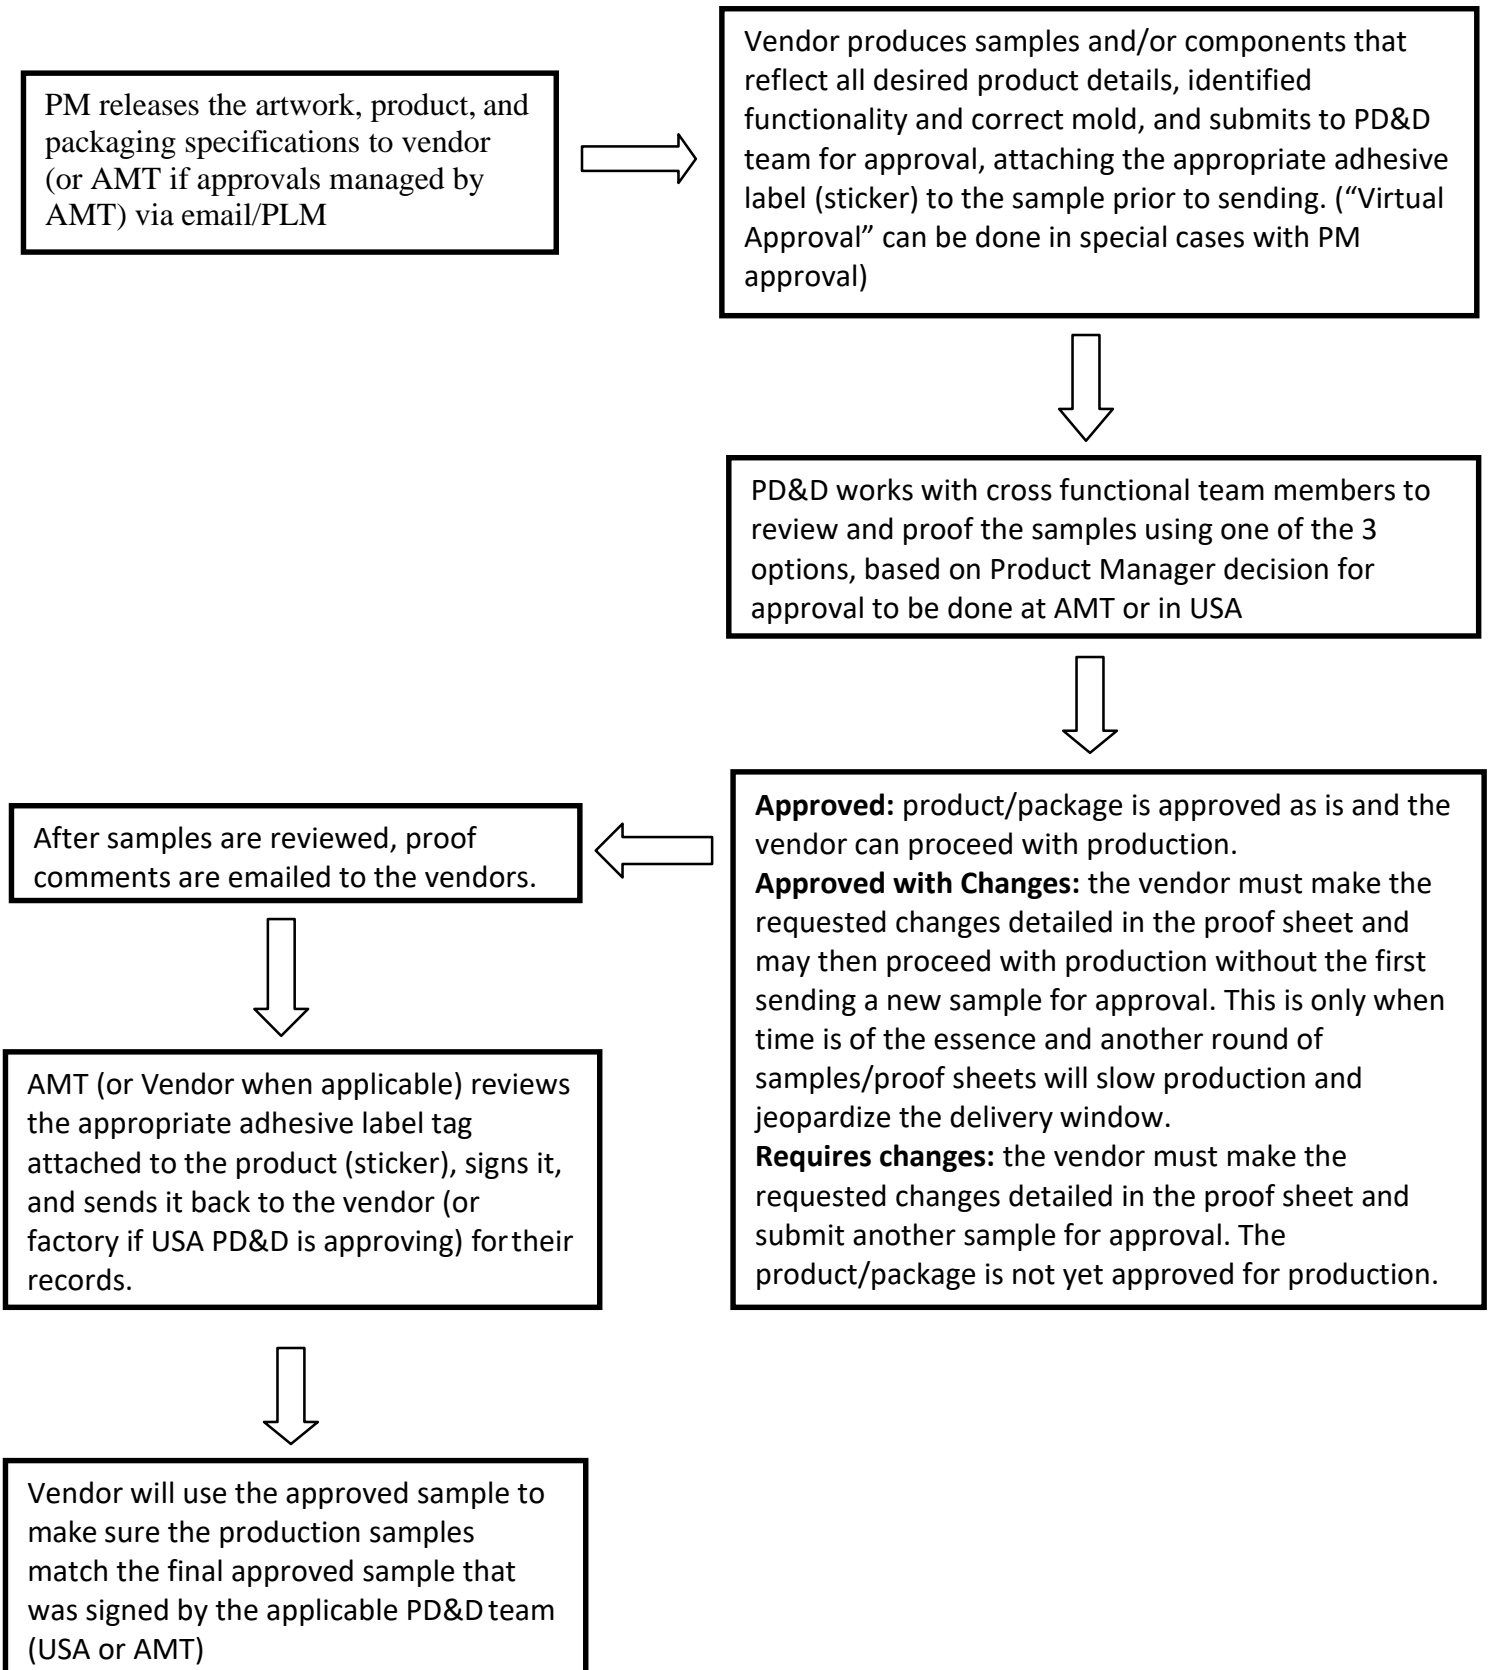 PM releases the artwork, product, and
packaging specifications to vendor
(or AMT if approvals managed by
AMT) via email/PLM
Vendor produces samples and/or components that
reflect all desired product details, identified
functionality and correct mold, and submits to PD&D
team for approval, attaching the appropriate adhesive
label (sticker) to the sample prior to sending. (“Virtual
Approval” can be done in special cases with PM
approval)
PD&D works with cross functional team members to
review and proof the samples using one of the 3
options, based on Product Manager decision for
approval to be done at AMT or in USA
Approved: product/package is approved as is and the
vendor can proceed with production.
Approved with Changes: the vendor must make the
requested changes detailed in the proof sheet and
may then proceed with production without the first
sending a new sample for approval. This is only when
time is of the essence and another round of
samples/proof sheets will slow production and
jeopardize the delivery window.
Requires changes: the vendor must make the
requested changes detailed in the proof sheet and
submit another sample for approval. The
product/package is not yet approved for production.
After samples are reviewed, proof
comments are emailed to the vendors.
AMT (or Vendor when applicable) reviews
the appropriate adhesive label tag
attached to the product (sticker), signs it,
and sends it back to the vendor (or
factory if USA PD&D is approving) for their
records.
Vendor will use the approved sample to
make sure the production samples
match the final approved sample that
was signed by the applicable PD&D team
(USA or AMT)